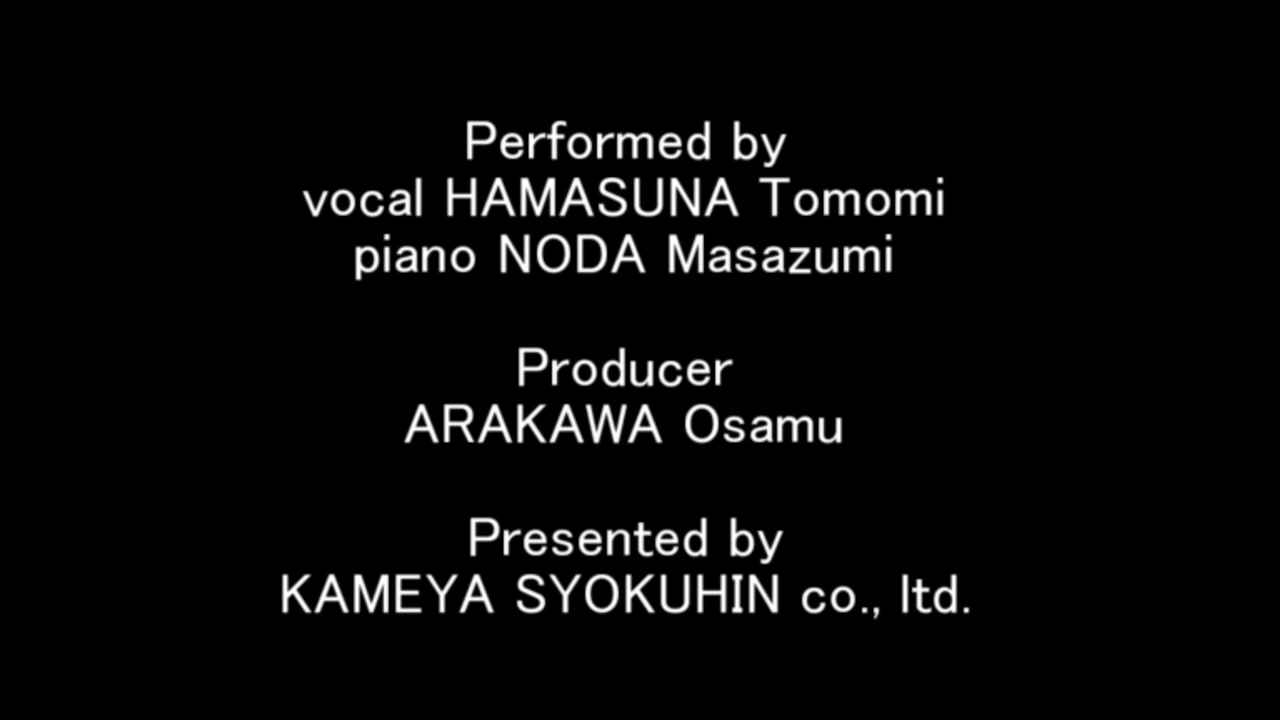 Performed by
vocal HAMASUNA Tomomi
piano NODA Masazumi
Producer
ARAKAWA Osamu
Presented by
KAMEYA SYOKUHIN co., ltd.